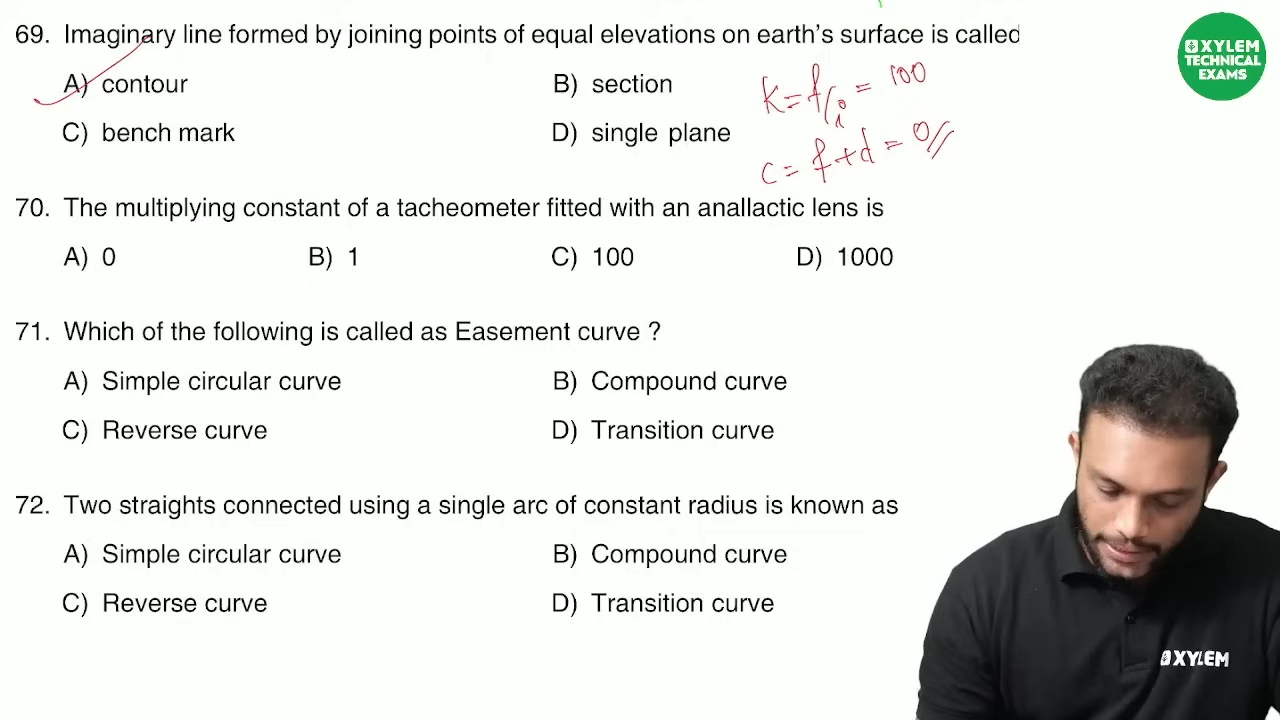 69. Imaginary line formed by joining points of equal elevations on earth's surface is called
A) contour B) section
C) bench mark D) single plane
K = f/i = 100
C = f + d = 0
70. The multiplying constant of a tacheometer fitted with an anallactic lens is
A) 0 B) 1 C) 100 D) 1000
71. Which of the following is called as Easement curve ?
A) Simple circular curve B) Compound curve
C) Reverse curve D) Transition curve
72. Two straights connected using a single arc of constant radius is known as
A) Simple circular curve B) Compound curve
C) Reverse curve D) Transition curve
XYLEM
TECHNICAL
EXAMS
XYLEM